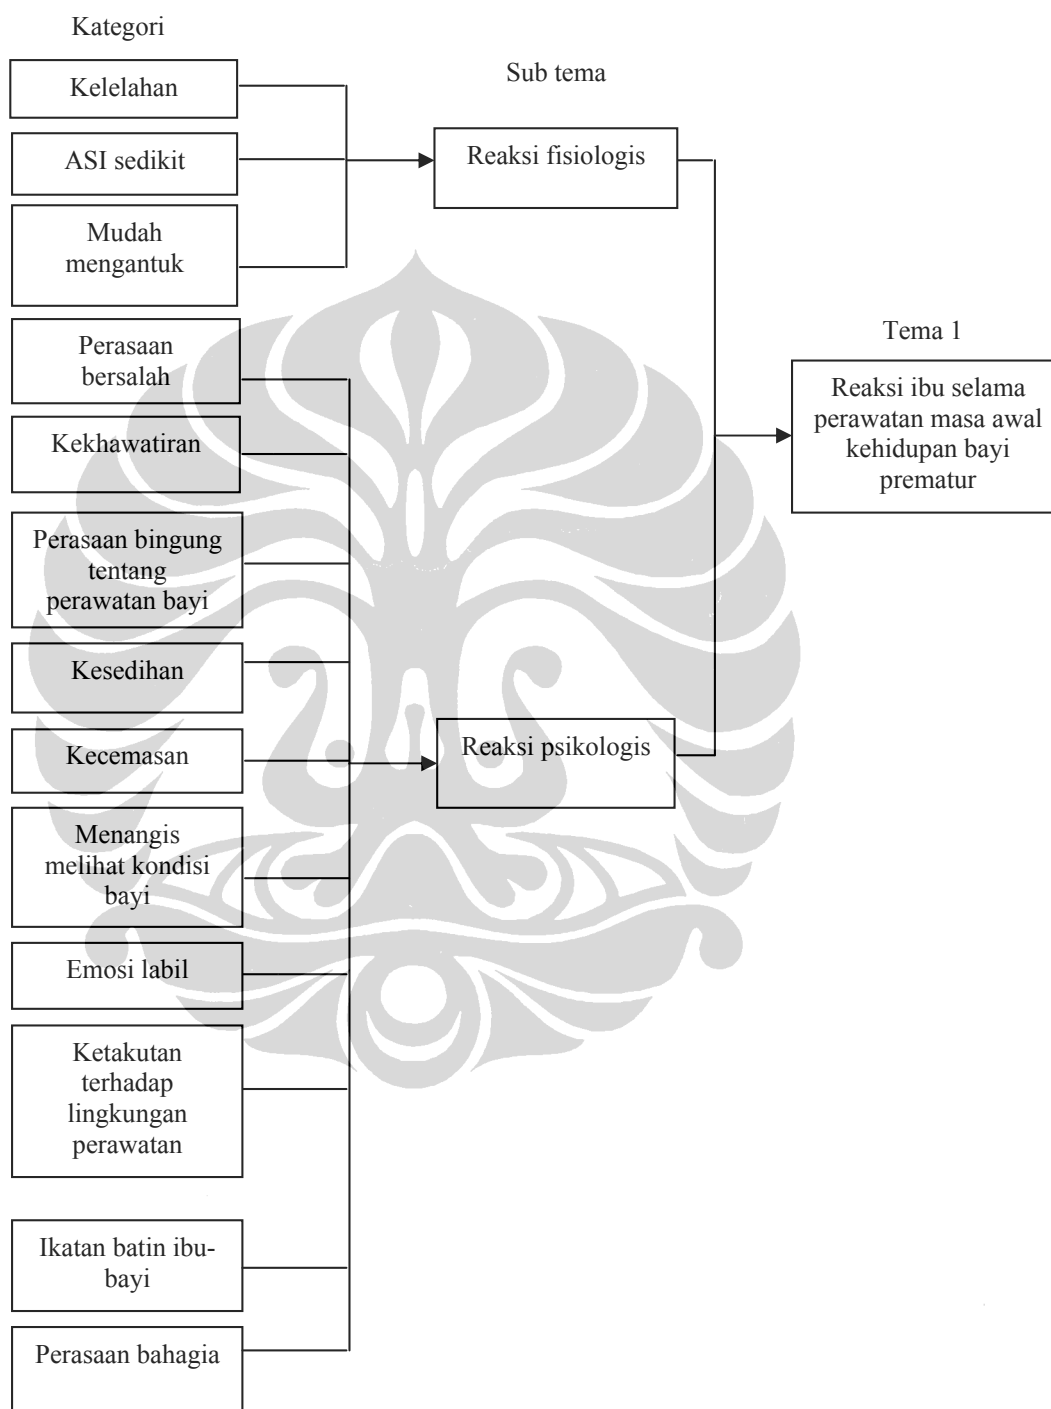 Kategori
Kelelahan
ASI sedikit
Mudah
mengantuk
Perasaan
bersalah
Kekhawatiran
Perasaan bingung
tentang
perawatan bayi
Kesedihan
Kecemasan
Menangis
melihat kondisi
bayi
Emosi labil
Ketakutan
terhadap
lingkungan
perawatan
Ikatan batin ibu-
bayi
Perasaan bahagia
Sub tema
Reaksi fisiologis
Reaksi psikologis
Tema 1
Reaksi ibu selama
perawatan masa awal
kehidupan bayi
prematur